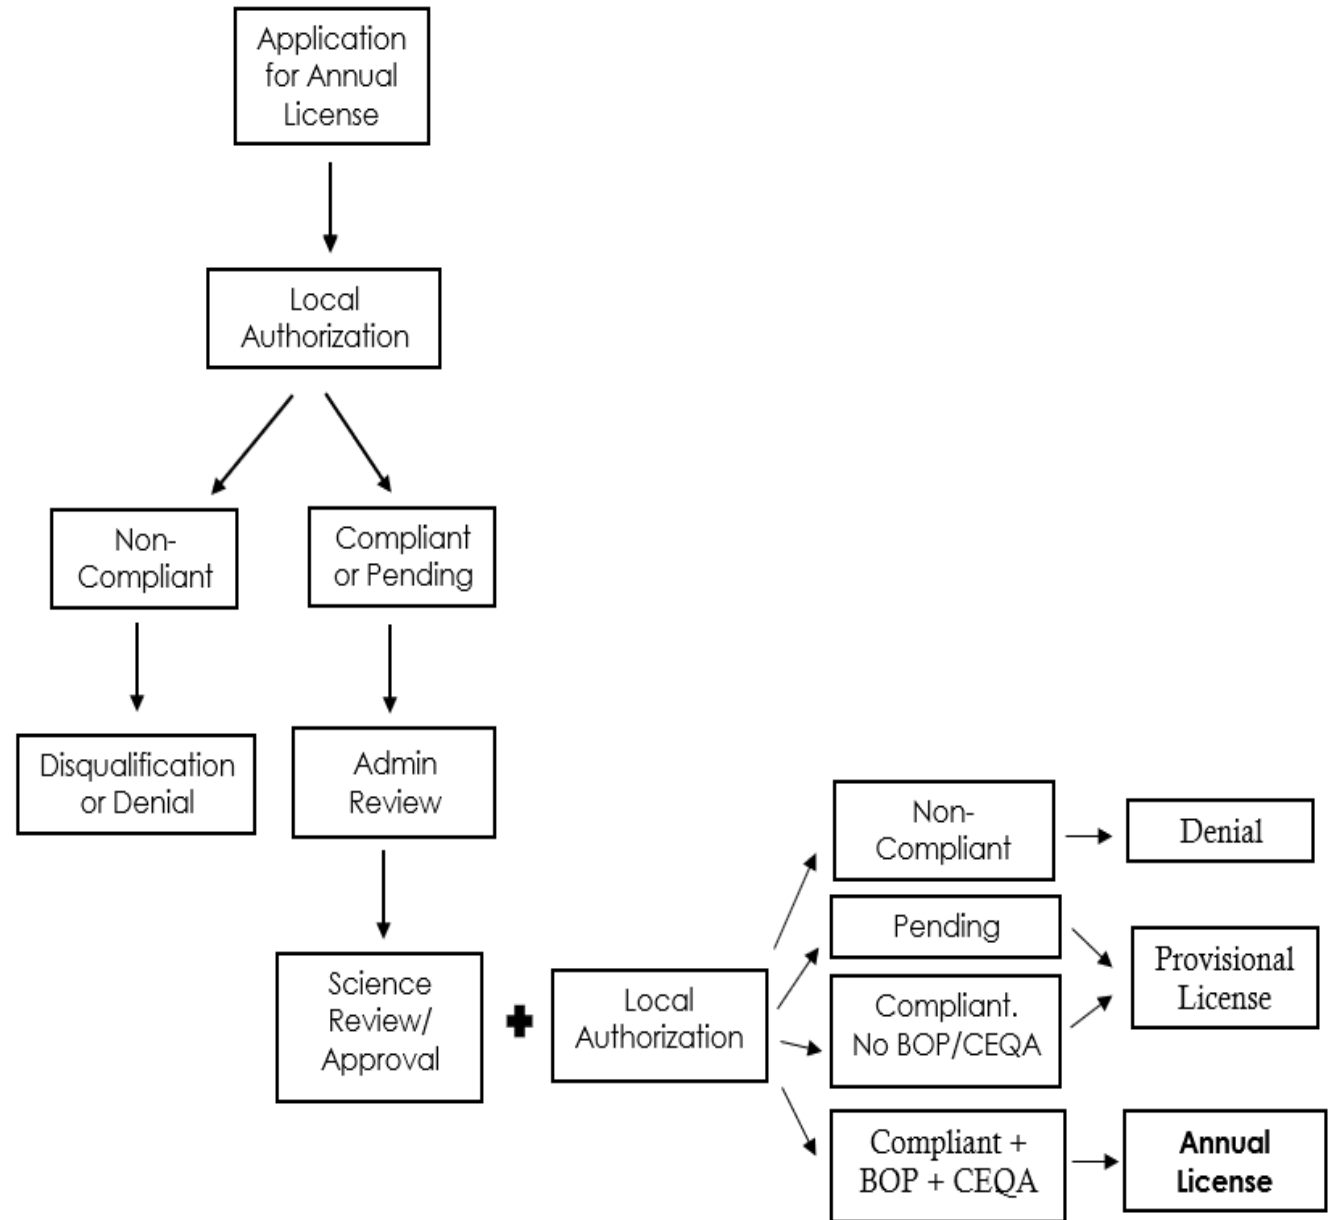 Application
for Annual
License
Local
Authorization
Non-
Compliant
Compliant
or Pending
Disqualification
or Denial
Admin
Review
Science
Review/
Approval
Local
Authorization
Non-
Compliant
Denial
Pending
Compliant.
No BOP/CEQA
Provisional
License
Compliant +
BOP + CEQA
Annual
License